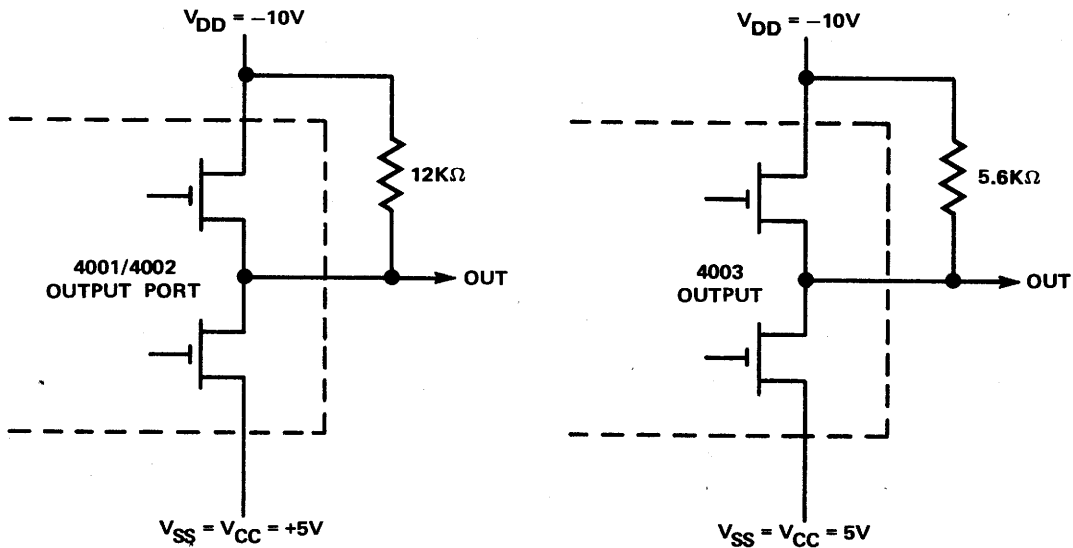 VDD = −10V
12KΩ
4001/4002
OUTPUT PORT
OUT
VSS = VCC = +5V
VDD = −10V
5.6KΩ
4003
OUTPUT
OUT
VSS = VCC = 5V